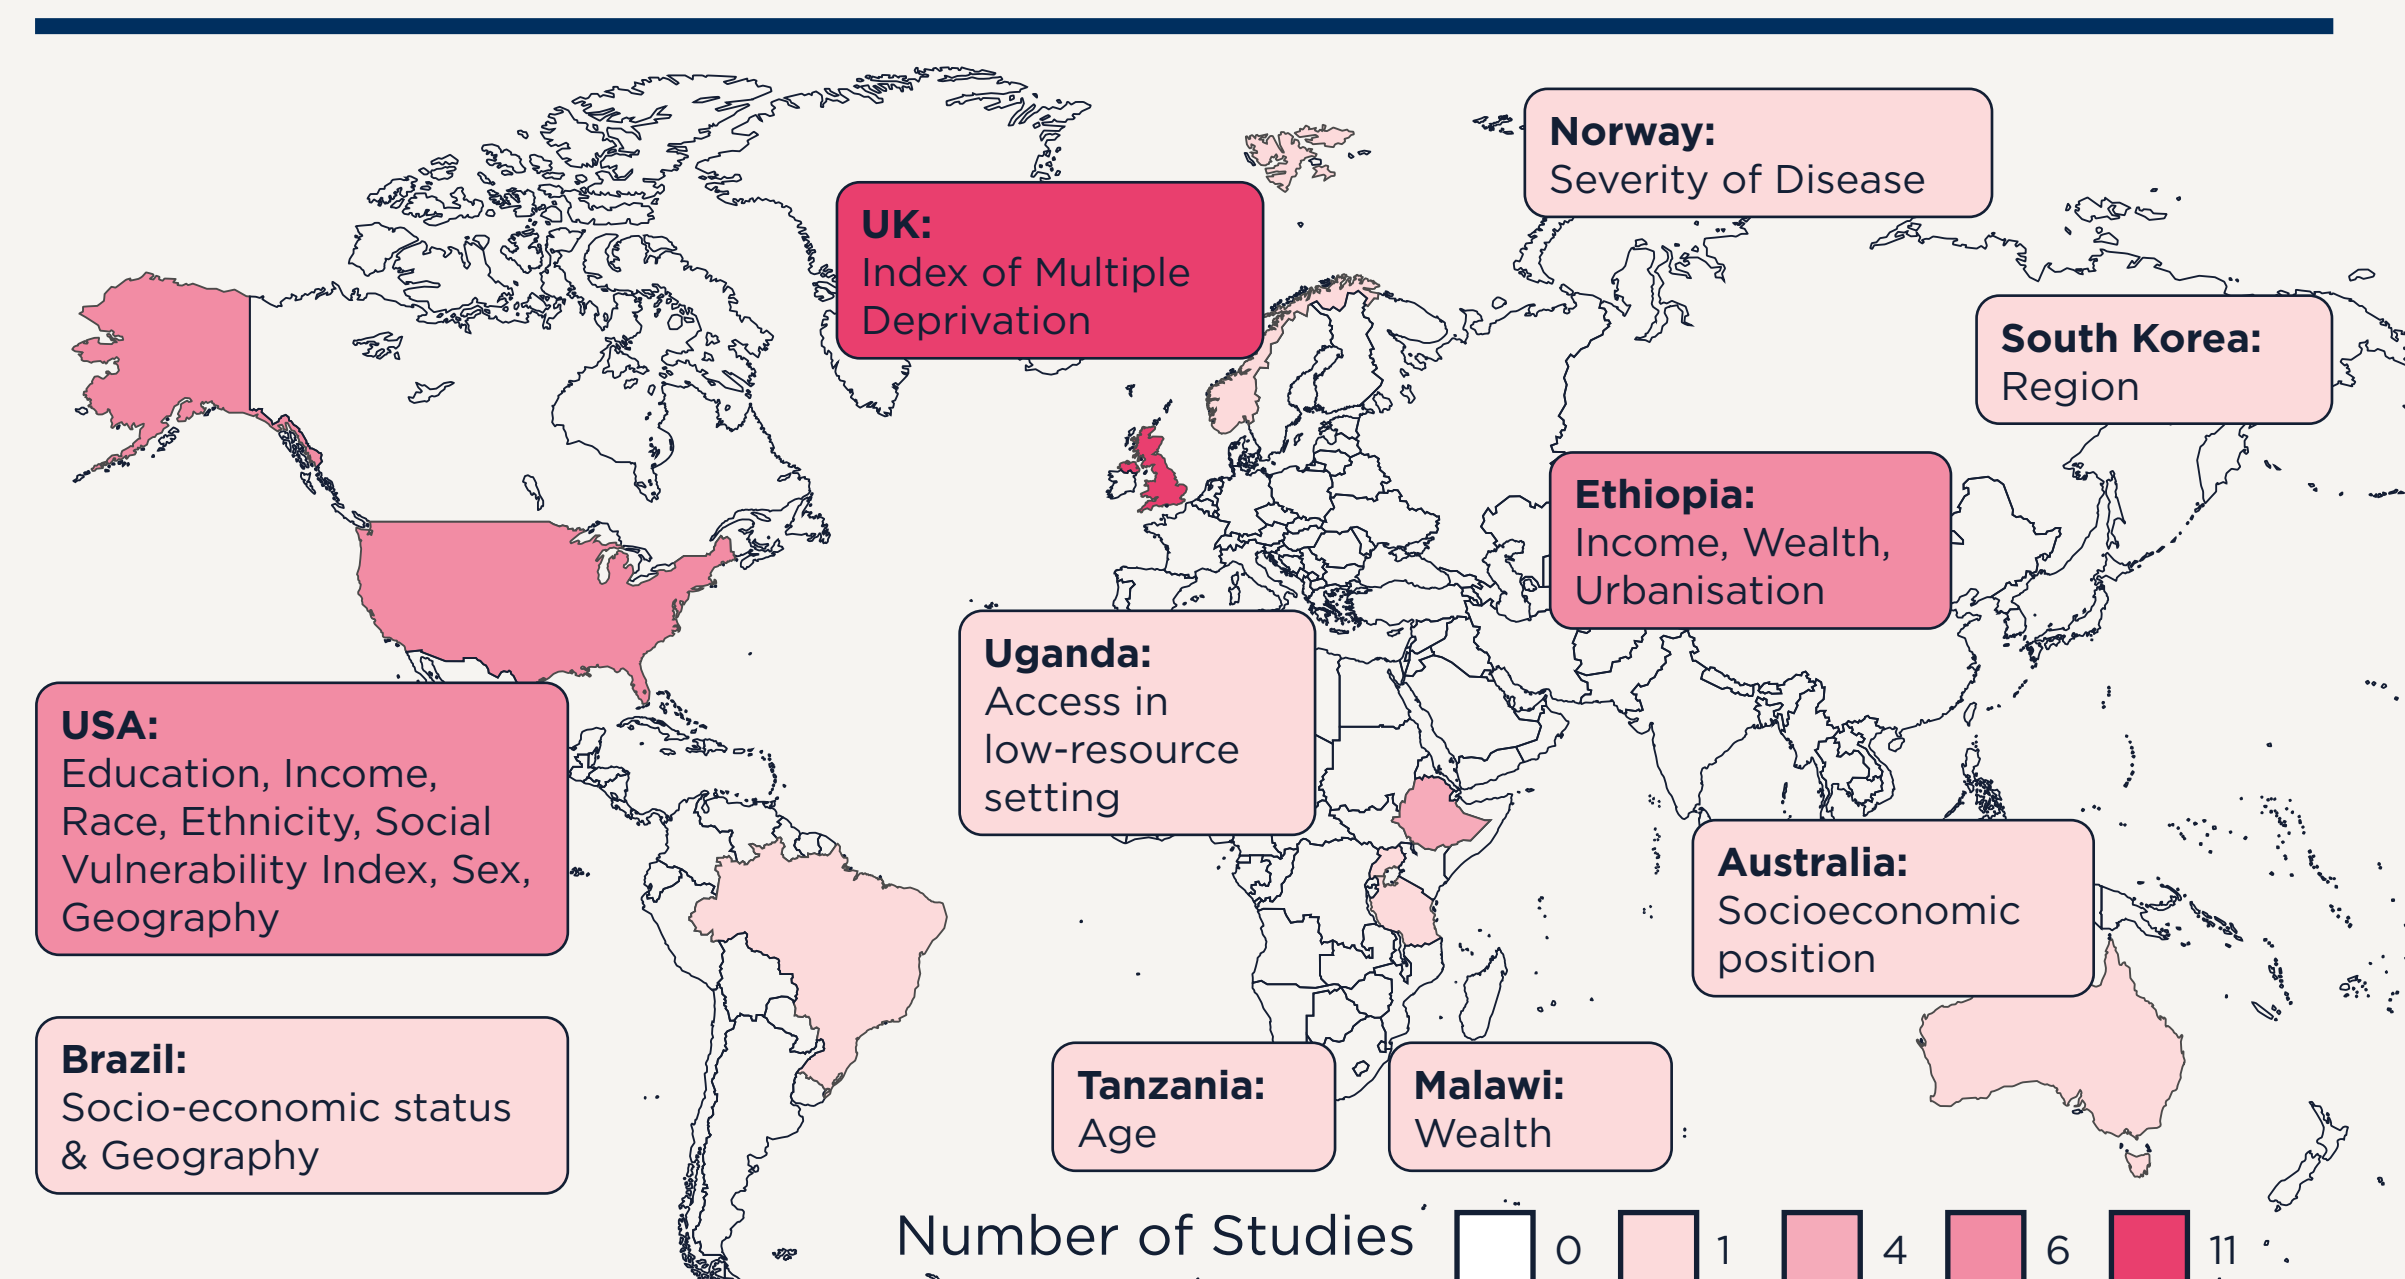 Norway:
Severity of Disease
UK:
Index of Multiple
Deprivation
South Korea:
Region
Ethiopia:
Income, Wealth,
Urbanisation
Uganda:
Access in
low-resource
setting
USA:
Education, Income,
Race, Ethnicity, Social
Vulnerability Index, Sex,
Geography
Australia:
Socioeconomic
position
Brazil:
Socio-economic status
& Geography
Tanzania:
Age
Malawi:
Wealth
Number of Studies 0 1 4 6 11